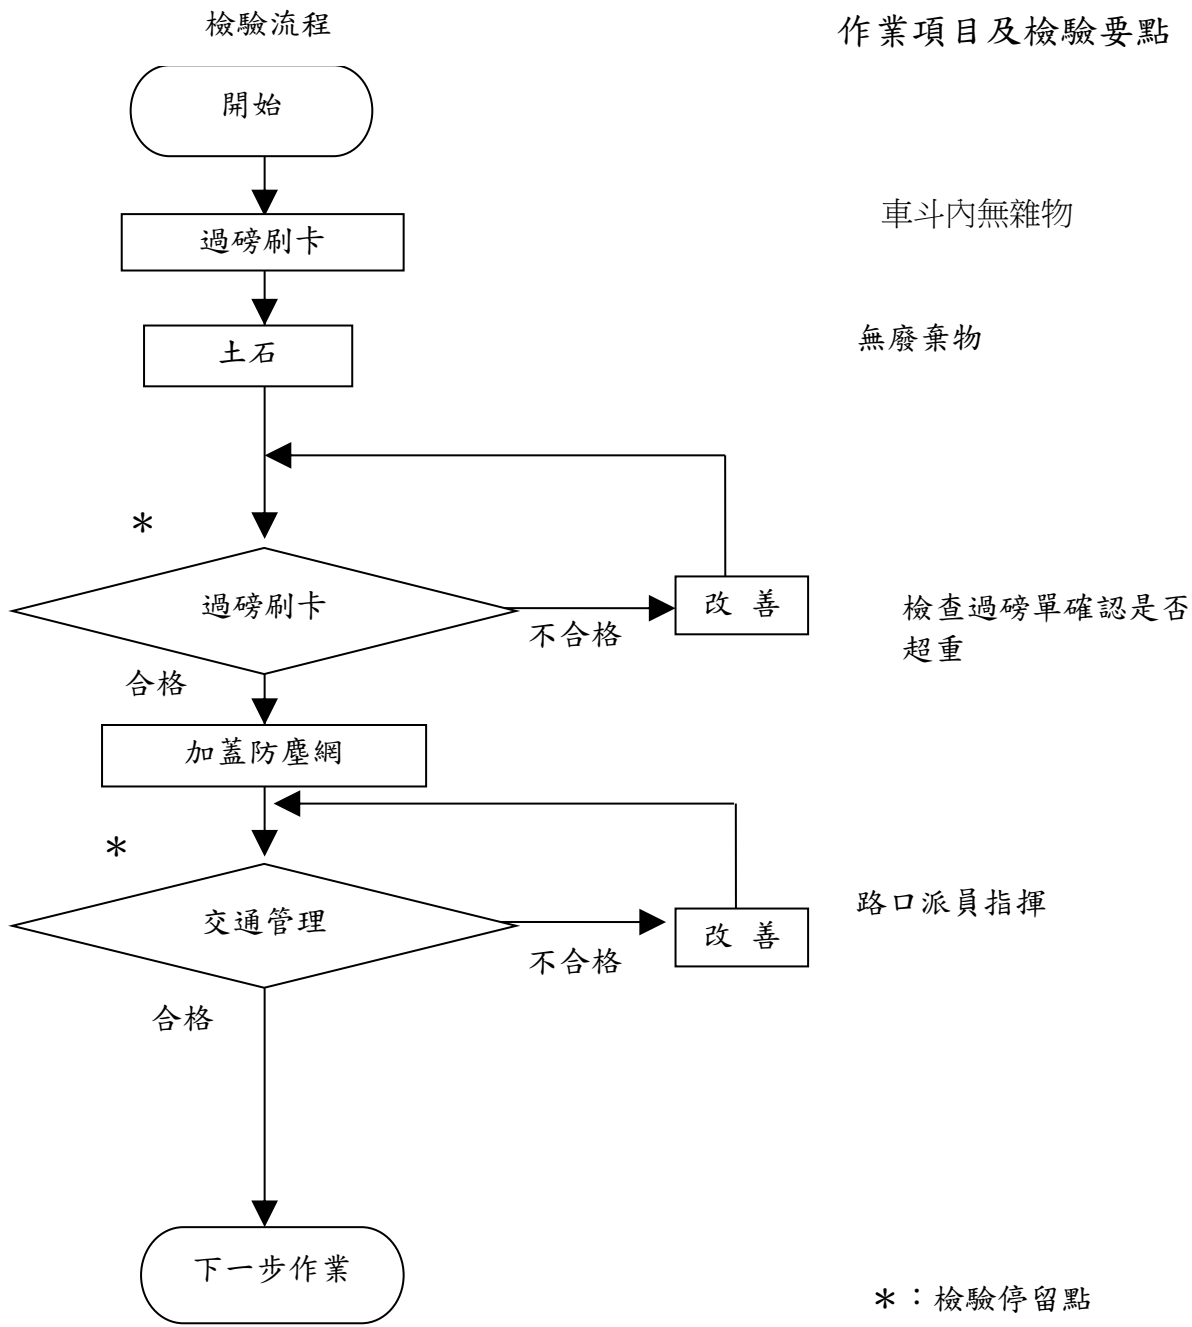 檢驗流程
作業項目及檢驗要點
開始
過磅刷卡
車斗內無雜物
土石
無廢棄物
*
過磅刷卡
不合格
改 善
檢查過磅單確認是否
超重
合格
加蓋防塵網
*
交通管理
不合格
改 善
路口派員指揮
合格
下一步作業
*：檢驗停留點